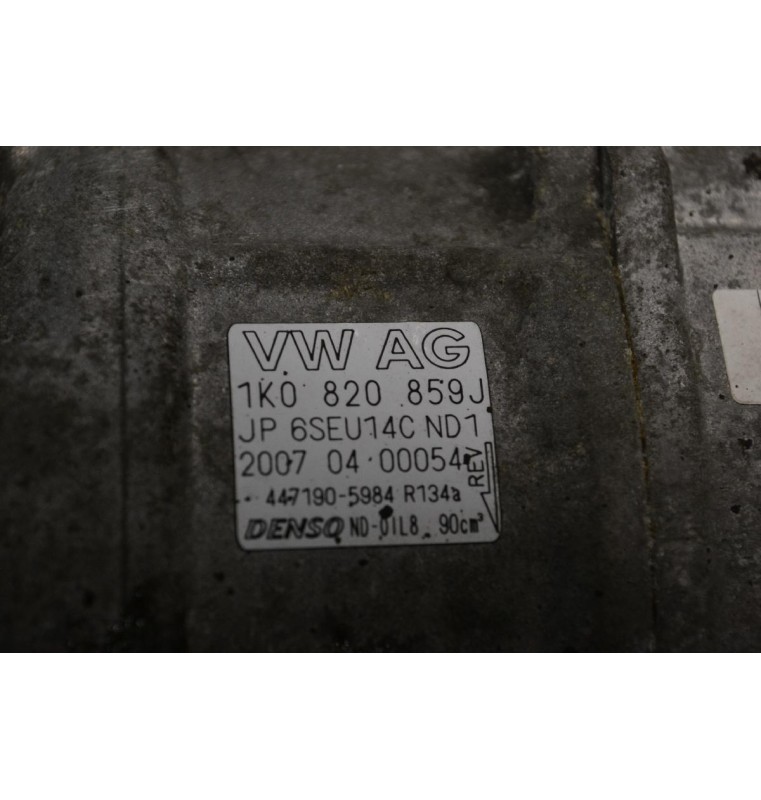 VW AG
1K0 820 859J
JP 6SEU14C ND1
2007 04 00054
REV
447190-5984 R134a
DENSO ND-OIL8 90cm³